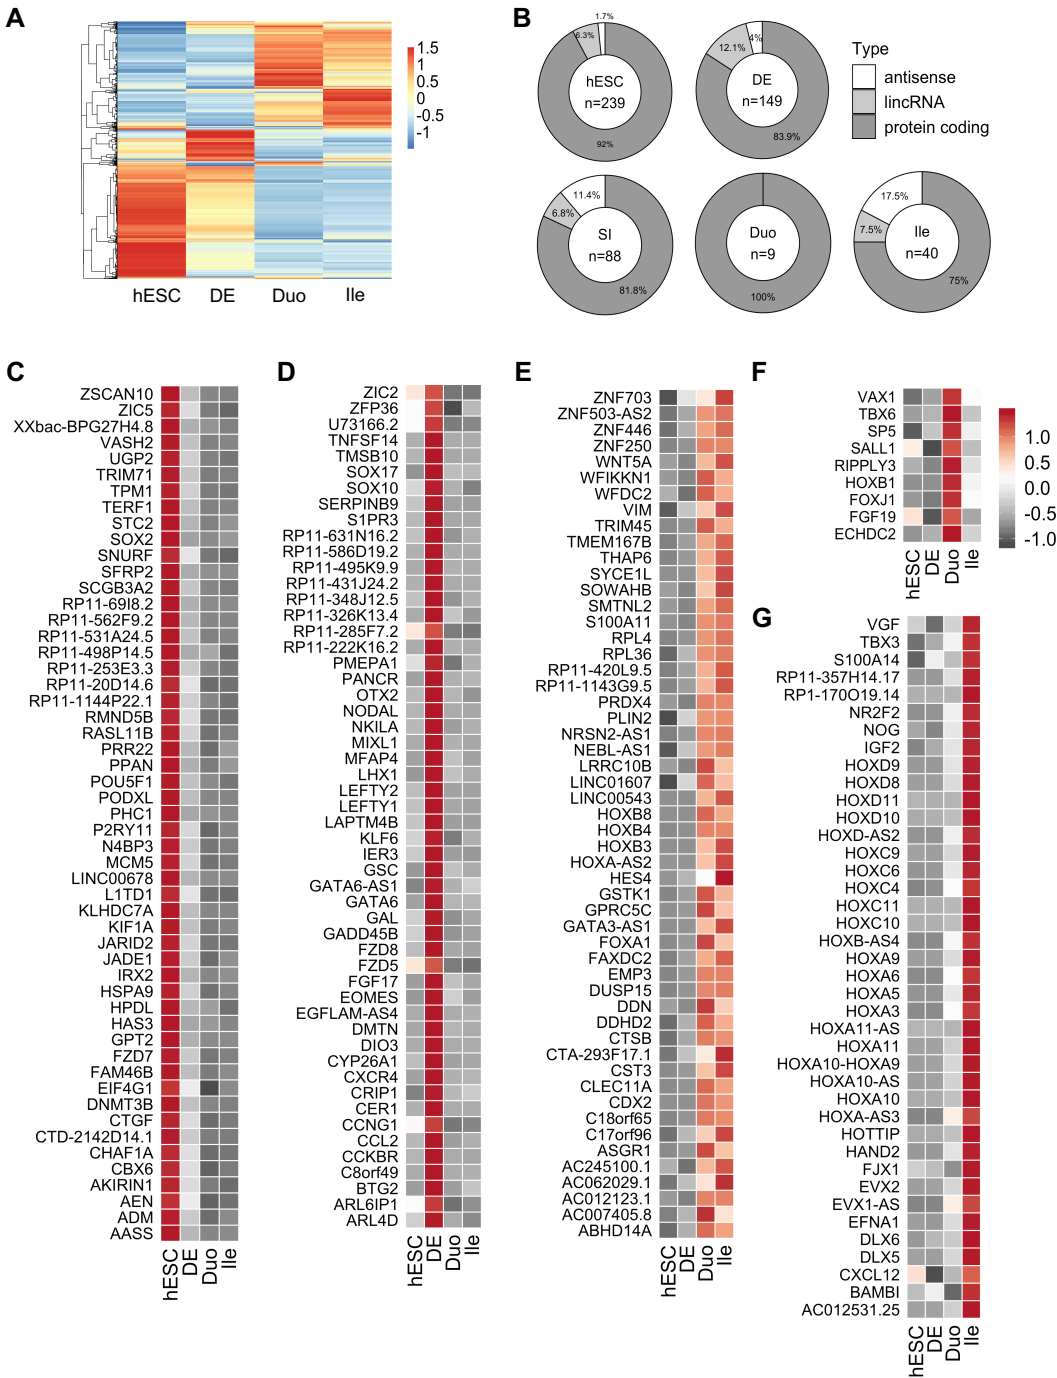 A
1.5
1
0.5
0
-0.5
-1
hESC DE Duo Ile
B
1.7%
6.3%
hESC
n=239
92%
4%
12.1%
DE
n=149
83.9%
Type
antisense
lincRNA
protein coding
11.4%
6.8%
SI
n=88
81.8%
Duo
n=9
100%
17.5%
7.5%
Ile
n=40
75%
C
ZSCAN10
ZIC5
XXbac-BPG27H4.8
VASH2
UGP2
TRIM71
TPM1
TERF1
STC2
SOX2
SNURF
SFRP2
SCGB3A2
RP11-69I8.2
RP11-562F9.2
RP11-531A24.5
RP11-498P14.5
RP11-253E3.3
RP11-20D14.6
RP11-1144P22.1
RMND5B
RASL11B
PRR22
PPAN
POU5F1
PODXL
PHC1
P2RY11
N4BP3
MCM5
LINC00678
L1TD1
KLHDC7A
KIF1A
JARID2
JADE1
IRX2
HSPA9
HPDL
HAS3
GPT2
FZD7
FAM46B
EIF4G1
DNMT3B
CTGF
CTD-2142D14.1
CHAF1A
CBX6
AKIRIN1
AEN
ADM
AASS
hESC
DE
Duo
Ile
D
ZIC2
ZFP36
U73166.2
TNFSF14
TMSB10
SOX17
SOX10
SERPINB9
S1PR3
RP11-631N16.2
RP11-586D19.2
RP11-495K9.9
RP11-431J24.2
RP11-348J12.5
RP11-326K13.4
RP11-285F7.2
RP11-222K16.2
PMEPA1
PANCR
OTX2
NODAL
NKILA
MIXL1
MFAP4
LHX1
LEFTY2
LEFTY1
LAPTM4B
KLF6
IER3
GSC
GATA6-AS1
GATA6
GAL
GADD45B
FZD8
FZD5
FGF17
EOMES
EGFLAM-AS4
DMTN
DIO3
CYP26A1
CXCR4
CRIP1
CER1
CCNG1
CCL2
CCKBR
C8orf49
BTG2
ARL6IP1
ARL4D
hESC
DE
Duo
Ile
E
ZNF703
ZNF503-AS2
ZNF446
ZNF250
WNT5A
WFIKKN1
WFDC2
VIM
TRIM45
TMEM167B
THAP6
SYCE1L
SOWAHB
SMTNL2
S100A11
RPL4
RPL36
RP11-420L9.5
RP11-1143G9.5
PRDX4
PLIN2
NRSN2-AS1
NEBL-AS1
LRRC10B
LINC01607
LINC00543
HOXB8
HOXB4
HOXB3
HOXA-AS2
HES4
GSTK1
GPRC5C
GATA3-AS1
FOXA1
FAXDC2
EMP3
DUSP15
DDN
DDHD2
CTSB
CTA-293F17.1
CST3
CLEC11A
CDX2
C18orf65
C17orf96
ASGR1
AC245100.1
AC062029.1
AC012123.1
AC007405.8
ABHD14A
hESC
DE
Duo
Ile
F
VAX1
TBX6
SP5
SALL1
RIPPLY3
HOXB1
FOXJ1
FGF19
ECHDC2
hESC
DE
Duo
Ile
1.0
0.5
0.0
-0.5
-1.0
G
VGF
TBX3
S100A14
RP11-357H14.17
RP1-170O19.14
NR2F2
NOG
IGF2
HOXD9
HOXD8
HOXD11
HOXD10
HOXD-AS2
HOXC9
HOXC6
HOXC4
HOXC11
HOXC10
HOXB-AS4
HOXA9
HOXA6
HOXA5
HOXA3
HOXA11-AS
HOXA11
HOXA10-HOXA9
HOXA10-AS
HOXA10
HOXA-AS3
HOTTIP
HAND2
FJX1
EVX2
EVX1-AS
EFNA1
DLX6
DLX5
CXCL12
BAMBI
AC012531.25
hESC
DE
Duo
Ile